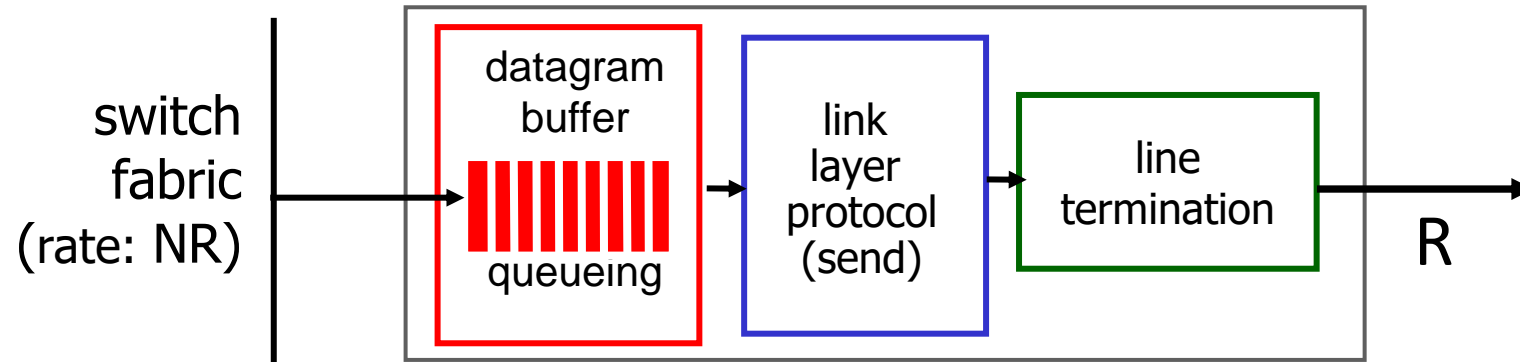 switch
fabric
(rate: NR)
datagram
buffer
queueing
link
layer
protocol
(send)
line
termination
R